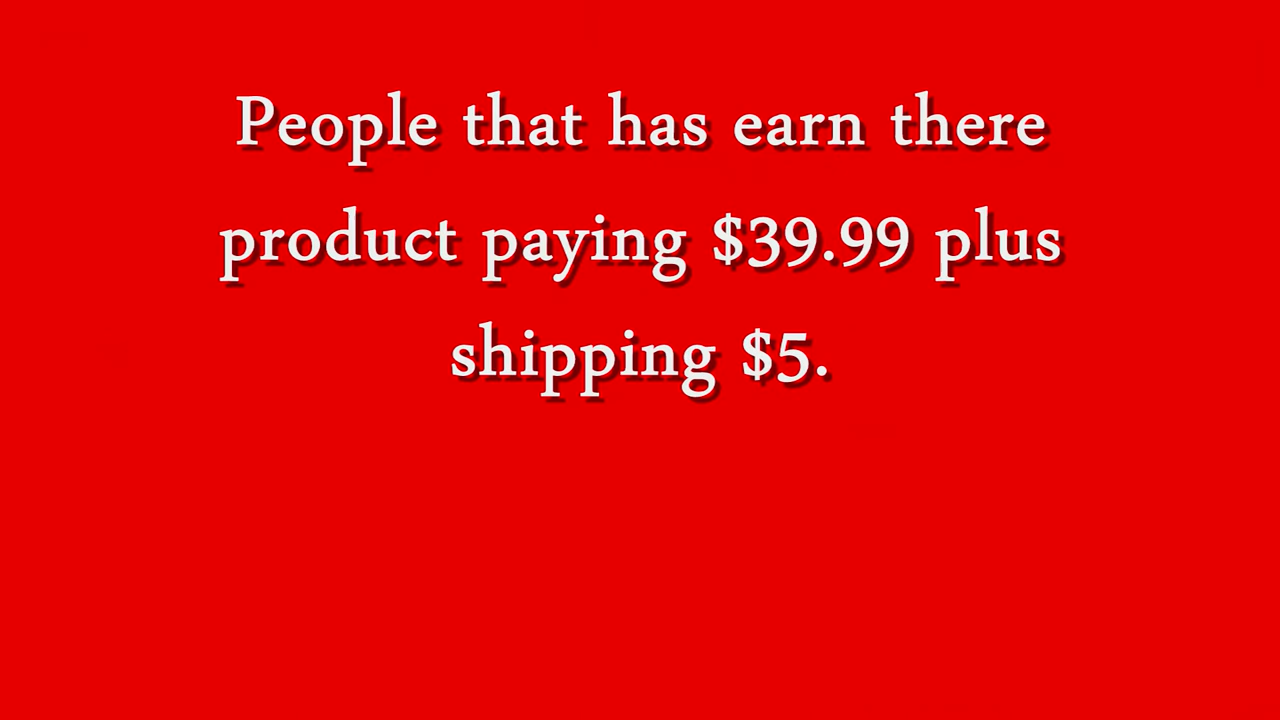 People that has earn there
product paying $39.99 plus
shipping $5.